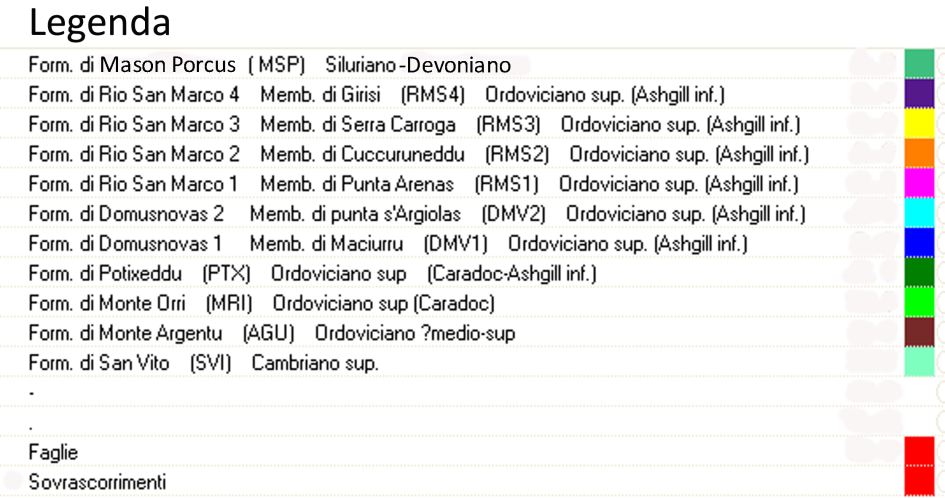 Legenda
Form. di Mason Porcus ( MSP) Siluriano-Devoniano
Form. di Rio San Marco 4 Memb. di Girisi (RMS4) Ordoviciano sup. (Ashgill inf.)
Form. di Rio San Marco 3 Memb. di Serra Carroga (RMS3) Ordoviciano sup. (Ashgill inf.)
Form. di Rio San Marco 2 Memb. di Cuccuruneddu (RMS2) Ordoviciano sup. (Ashgill inf.)
Form. di Rio San Marco 1 Memb. di Punta Arenas (RMS1) Ordoviciano sup. (Ashgill inf.)
Form. di Domusnovas 2 Memb. di punta s'Argiolas (DMV2) Ordoviciano sup. (Ashgill inf.)
Form. di Domusnovas 1 Memb. di Maciurru (DMV1) Ordoviciano sup. (Ashgill inf.)
Form. di Potixeddu (PTX) Ordoviciano sup (Caradoc-Ashgill inf.)
Form. di Monte Orri (MRI) Ordoviciano sup (Caradoc)
Form. di Monte Argentu (AGU) Ordoviciano ?medio-sup
Form. di San Vito (SVI) Cambriano sup.
-
.
Faglie
Sovrascorrimenti